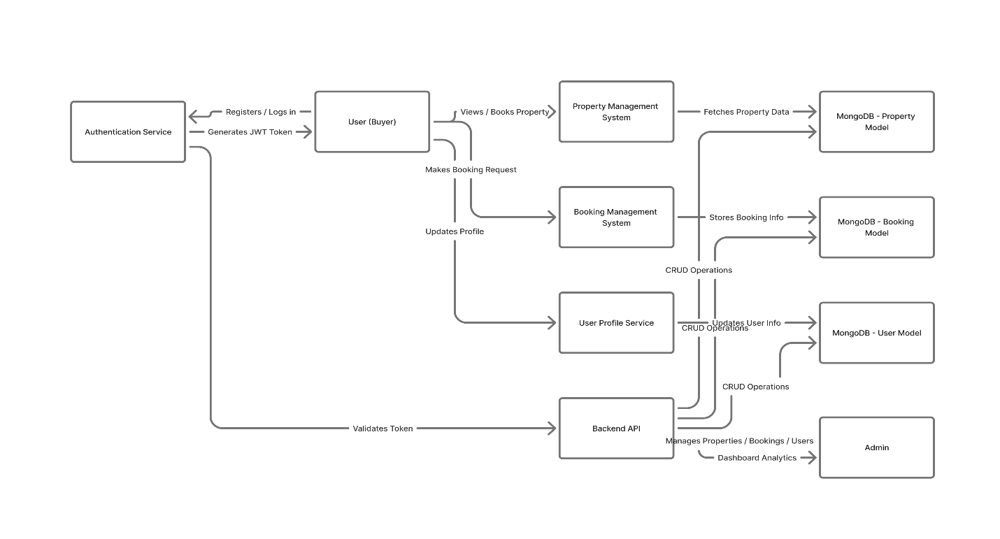 Property Management
System
Registers / Logs in
Views / Books Property
Fetches Property Data
MongoDB - Property
Model
User (Buyer)
Authentication Service
Generates JWT Token
Makes Booking Request
Booking Management
System
Stores Booking Info
MongoDB - Booking
Model
Updates Profile
CRUD Operations
User Profile Service
Updates User Info
CRUD Operations
MongoDB - User Model
CRUD Operations
Validates Token
Backend API
Manages Properties / Bookings / Users
Dashboard Analytics
Admin